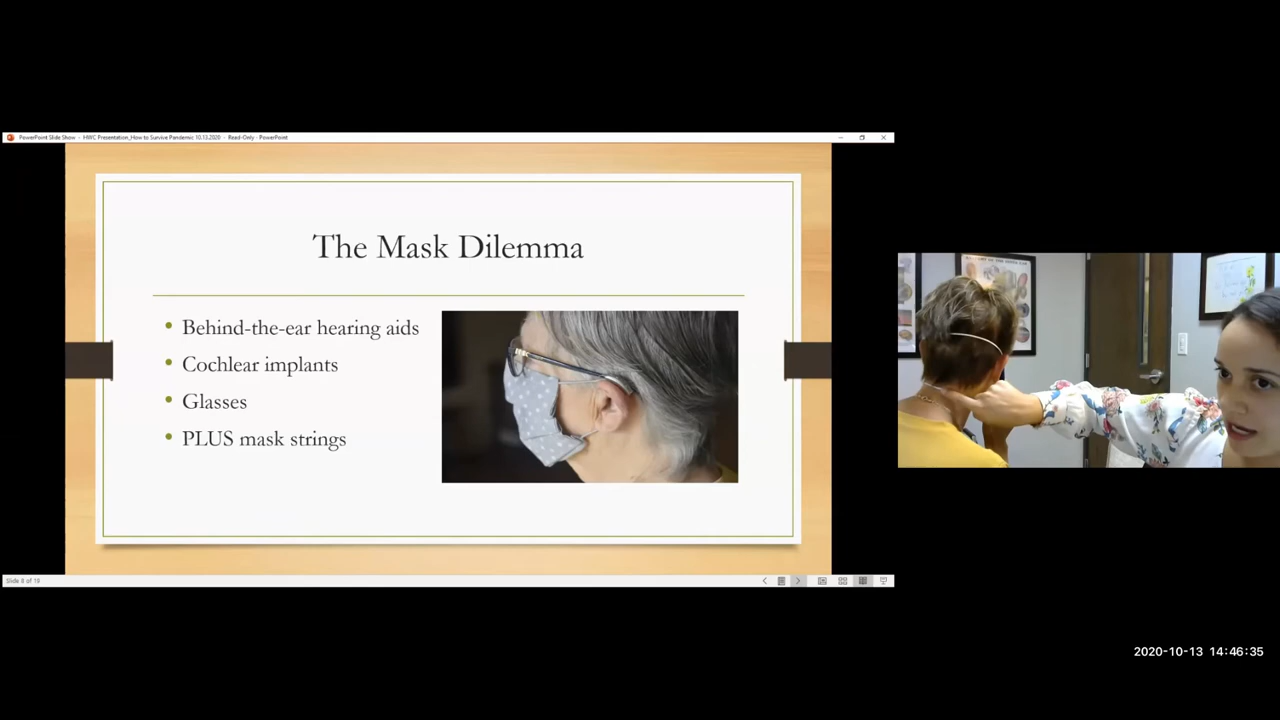 PowerPoint Slide Show - HWC Presentation_How to Survive Pandemic 10.13.2020 - Read-Only - PowerPoint
The Mask Dilemma
• Behind-the-ear hearing aids
• Cochlear implants
• Glasses
• PLUS mask strings
Slide 8 of 19
2020-10-13 14:46:35